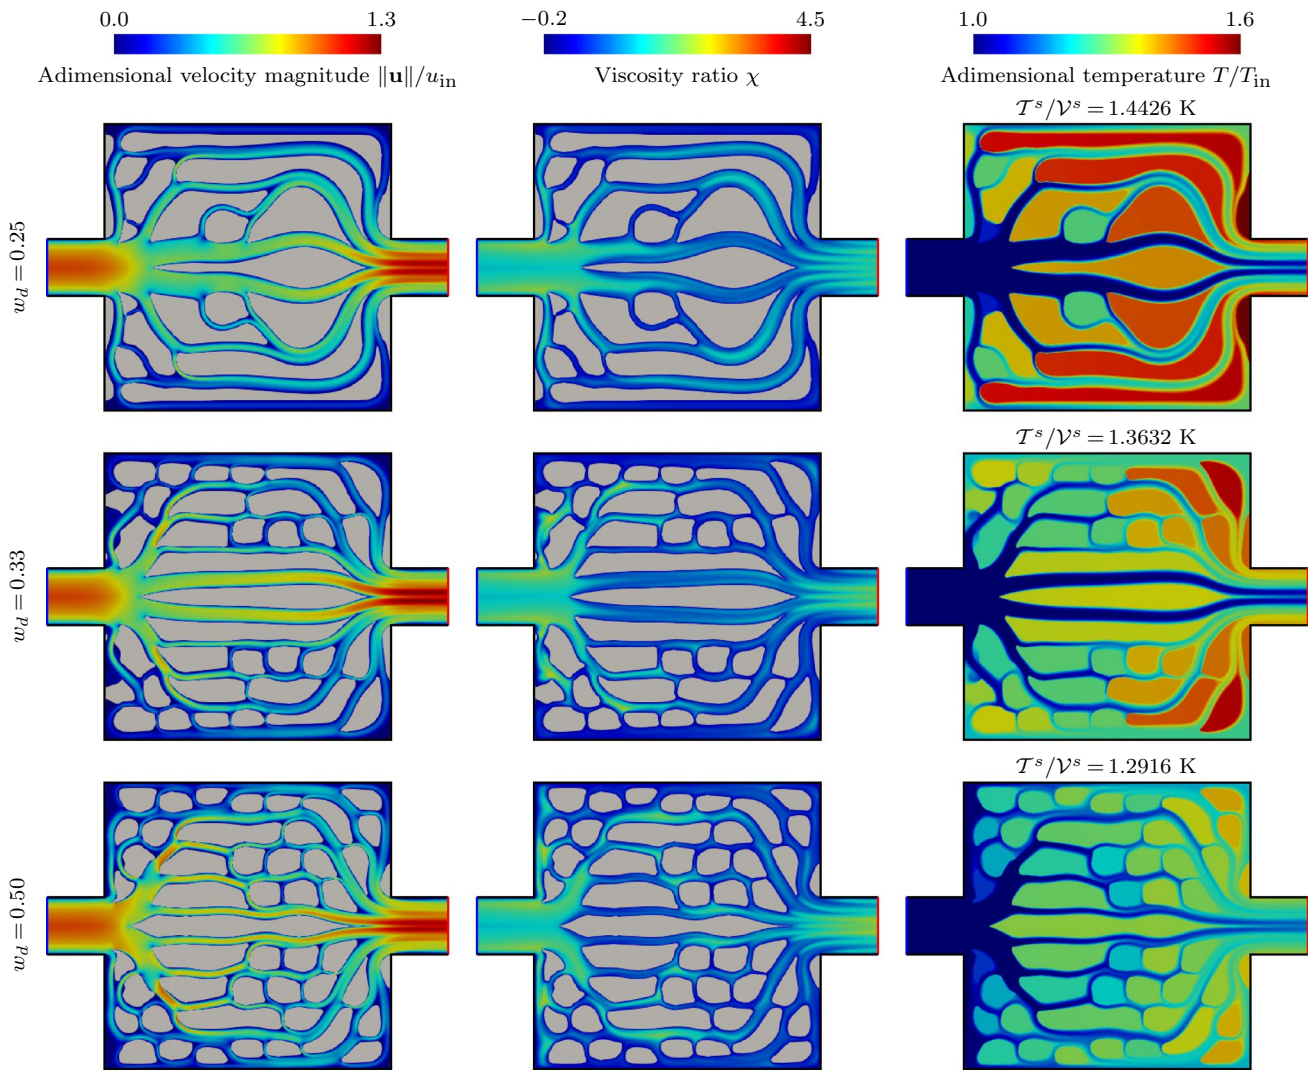 0.0 1.3
Adimensional velocity magnitude ‖𝐮‖/u_in
−0.2 4.5
Viscosity ratio χ
1.0 1.6
Adimensional temperature T/T_in
w_d = 0.25
𝒯^s/𝒱^s = 1.4426 K
w_d = 0.33
𝒯^s/𝒱^s = 1.3632 K
w_d = 0.50
𝒯^s/𝒱^s = 1.2916 K